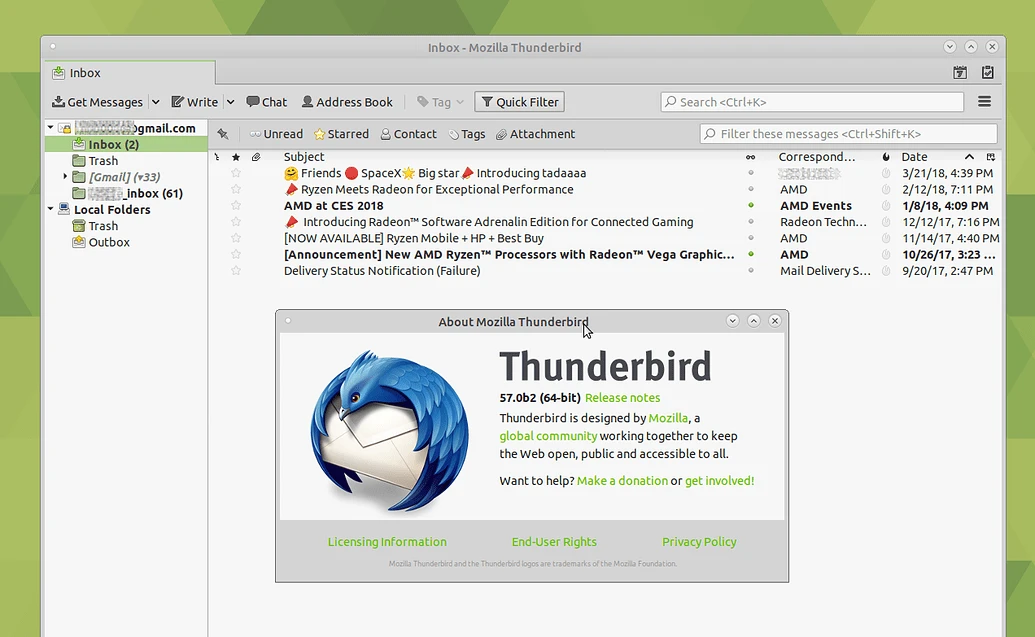 Inbox - Mozilla Thunderbird
Inbox
Get Messages Write Chat Address Book Tag Quick Filter Search <Ctrl+K>
@gmail.com
Inbox (2)
Trash
[Gmail] (▾33)
_inbox (61)
Local Folders
Trash
Outbox
Unread Starred Contact Tags Attachment Filter these messages <Ctrl+Shift+K>
Subject Correspond... Date
🤗 Friends 🔴 SpaceX🌟 Big star📣 Introducing tadaaaa 3/21/18, 4:39 PM
Ryzen Meets Radeon for Exceptional Performance AMD 2/12/18, 7:11 PM
AMD at CES 2018 AMD Events 1/8/18, 4:09 PM
Introducing Radeon™ Software Adrenalin Edition for Connected Gaming Radeon Techn... 12/12/17, 7:16 PM
[NOW AVAILABLE] Ryzen Mobile + HP + Best Buy AMD 11/14/17, 4:40 PM
[Announcement] New AMD Ryzen™ Processors with Radeon™ Vega Graphic... AMD 10/26/17, 3:23 ...
Delivery Status Notification (Failure) Mail Delivery S... 9/20/17, 2:47 PM
About Mozilla Thunderbird
Thunderbird
57.0b2 (64-bit) Release notes
Thunderbird is designed by Mozilla, a
global community working together to keep
the Web open, public and accessible to all.
Want to help? Make a donation or get involved!
Licensing Information End-User Rights Privacy Policy
Mozilla Thunderbird and the Thunderbird logos are trademarks of the Mozilla Foundation.